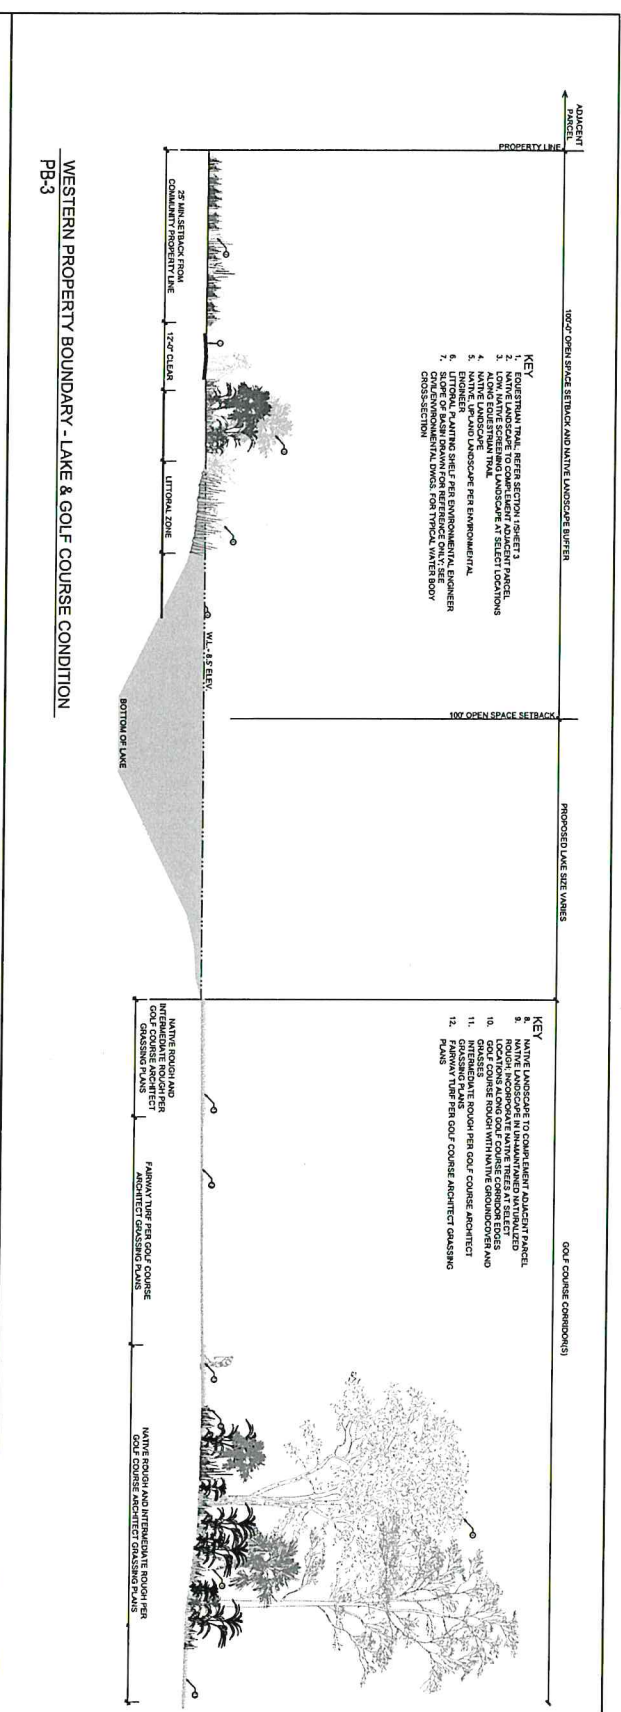 ADJACENT
PARCEL
PROPERTY LINE
100'-0" OPEN SPACE SETBACK AND NATIVE LANDSCAPE BUFFER
100' OPEN SPACE SETBACK
PROPOSED LAKE SIZE VARIES
GOLF COURSE CORRIDOR(S)
KEY
1. EQUESTRIAN TRAIL, REFER SECTION 1/SHEET 3
2. NATIVE LANDSCAPE TO COMPLEMENT ADJACENT PARCEL
3. LOW, NATIVE SCREENING LANDSCAPE AT SELECT LOCATIONS
ALONG EQUESTRIAN TRAIL
4. NATIVE LANDSCAPE
5. NATIVE, UPLAND LANDSCAPE PER ENVIRONMENTAL
ENGINEER
6. LITTORAL PLANTING SHELF PER ENVIRONMENTAL ENGINEER
7. SLOPE OF BASIN DRAWN FOR REFERENCE ONLY; SEE
CIVIL/ENVIRONMENTAL DWGS. FOR TYPICAL WATER BODY
CROSS-SECTION
KEY
8. NATIVE LANDSCAPE TO COMPLEMENT ADJACENT PARCEL
9. NATIVE LANDSCAPE IN UN-MAINTAINED NATURALIZED
ROUGH, INCORPORATE NATIVE TREES AT SELECT
LOCATIONS ALONG GOLF COURSE CORRIDOR EDGES
10. GOLF COURSE ROUGH WITH NATIVE GROUNDCOVER AND
GRASSES
11. INTERMEDIATE ROUGH PER GOLF COURSE ARCHITECT
GRASSING PLANS
12. FAIRWAY TURF PER GOLF COURSE ARCHITECT GRASSING
PLANS
W.L. - 8.5' ELEV.
25' MIN.SETBACK FROM
COMMUNITY PROPERTY LINE
12'-0" CLEAR
LITTORAL ZONE
BOTTOM OF LAKE
NATIVE ROUGH AND
INTERMEDIATE ROUGH PER
GOLF COURSE ARCHITECT
GRASSING PLANS
FAIRWAY TURF PER GOLF COURSE
ARCHITECT GRASSING PLANS
NATIVE ROUGH AND INTERMEDIATE ROUGH PER
GOLF COURSE ARCHITECT GRASSING PLANS
WESTERN PROPERTY BOUNDARY - LAKE & GOLF COURSE CONDITION
PB-3